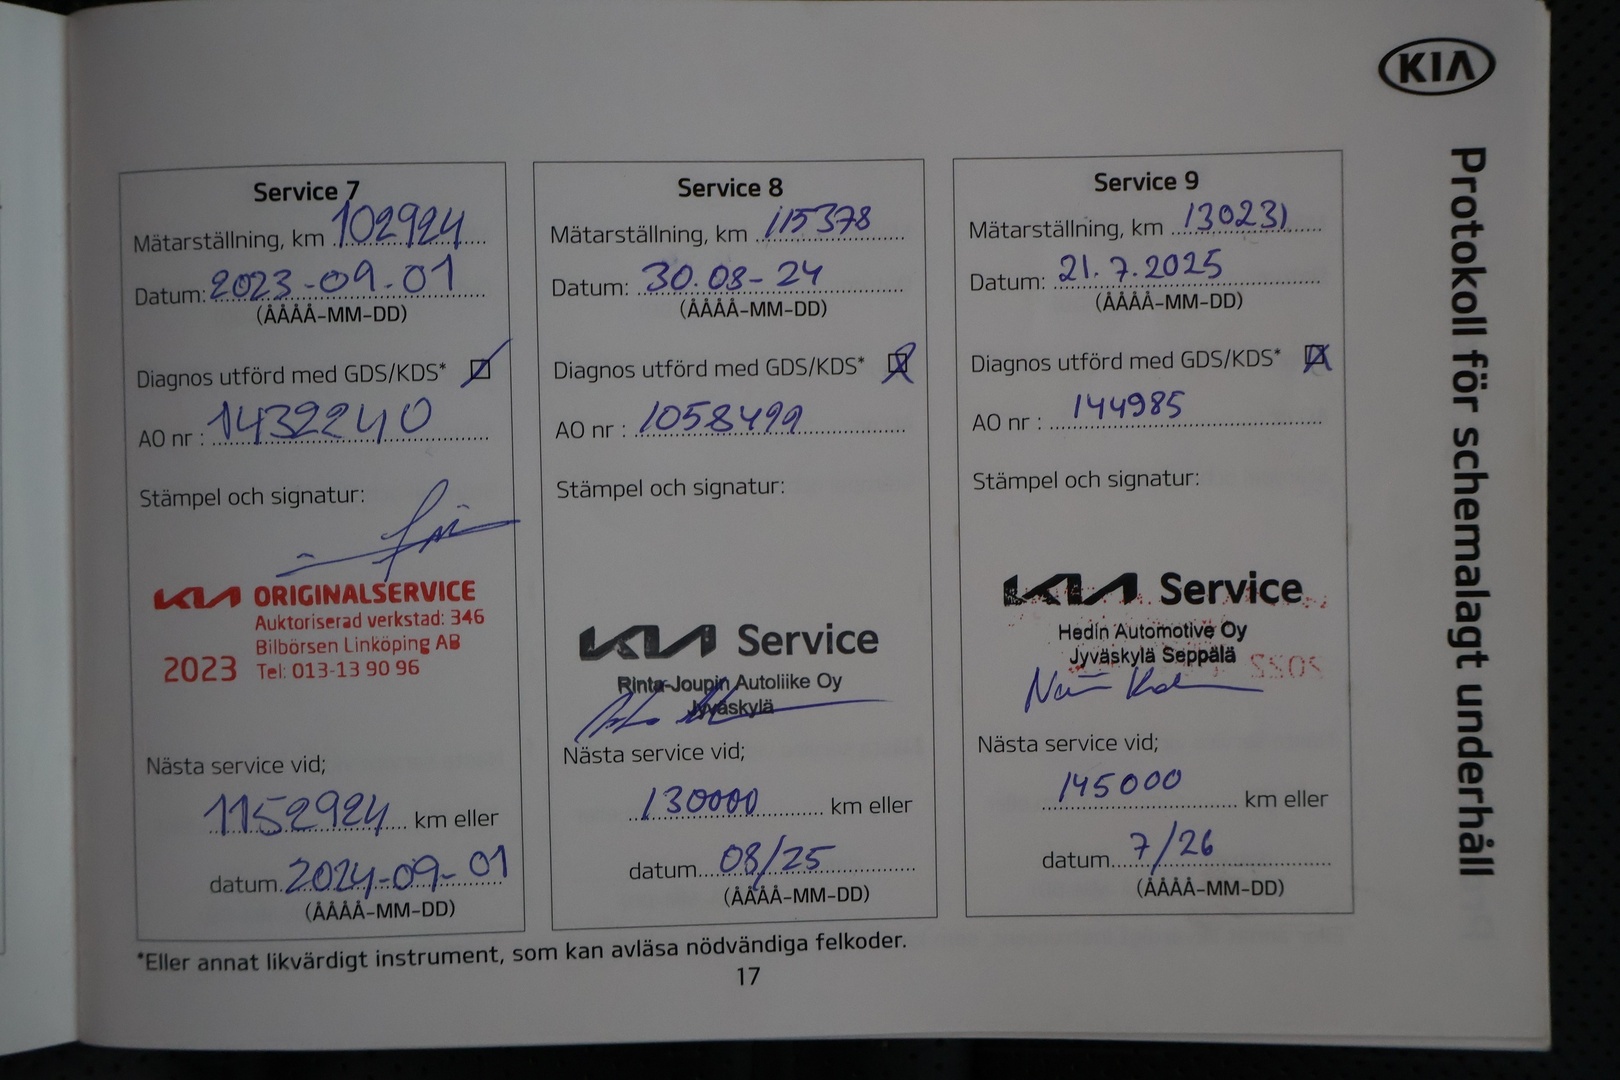 KIA
Protokoll för schemalagt underhåll
Service 7
Mätarställning, km 102924
Datum: 2023-09-01
(ÅÅÅÅ-MM-DD)
Diagnos utförd med GDS/KDS*
AO nr : 1432240
Stämpel och signatur:
KIA ORIGINALSERVICE
Auktoriserad verkstad: 346
Bilbörsen Linköping AB
2023 Tel: 013-13 90 96
Nästa service vid;
1152924 km eller
datum 2024-09-01
(ÅÅÅÅ-MM-DD)
Service 8
Mätarställning, km 115378
Datum: 30.08-24
(ÅÅÅÅ-MM-DD)
Diagnos utförd med GDS/KDS*
AO nr : 1058499
Stämpel och signatur:
KIA Service
Rinta-Joupin Autoliike Oy
Jyväskylä
Nästa service vid;
130000 km eller
datum 08/25
(ÅÅÅÅ-MM-DD)
Service 9
Mätarställning, km 130231
Datum: 21.7.2025
(ÅÅÅÅ-MM-DD)
Diagnos utförd med GDS/KDS*
AO nr : 144985
Stämpel och signatur:
KIA Service
Hedin Automotive Oy
Jyväskylä Seppälä
Nästa service vid;
145000 km eller
datum 7/26
(ÅÅÅÅ-MM-DD)
*Eller annat likvärdigt instrument, som kan avläsa nödvändiga felkoder.
17